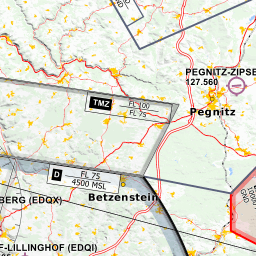 PEGNITZ-ZIPSE
127.560
TMZ
FL 100
FL 75
Pegnitz
D
FL 75
4500 MSL
Betzenstein
BERG (EDQX)
F-LILLINGHOF (EDQI)
GND